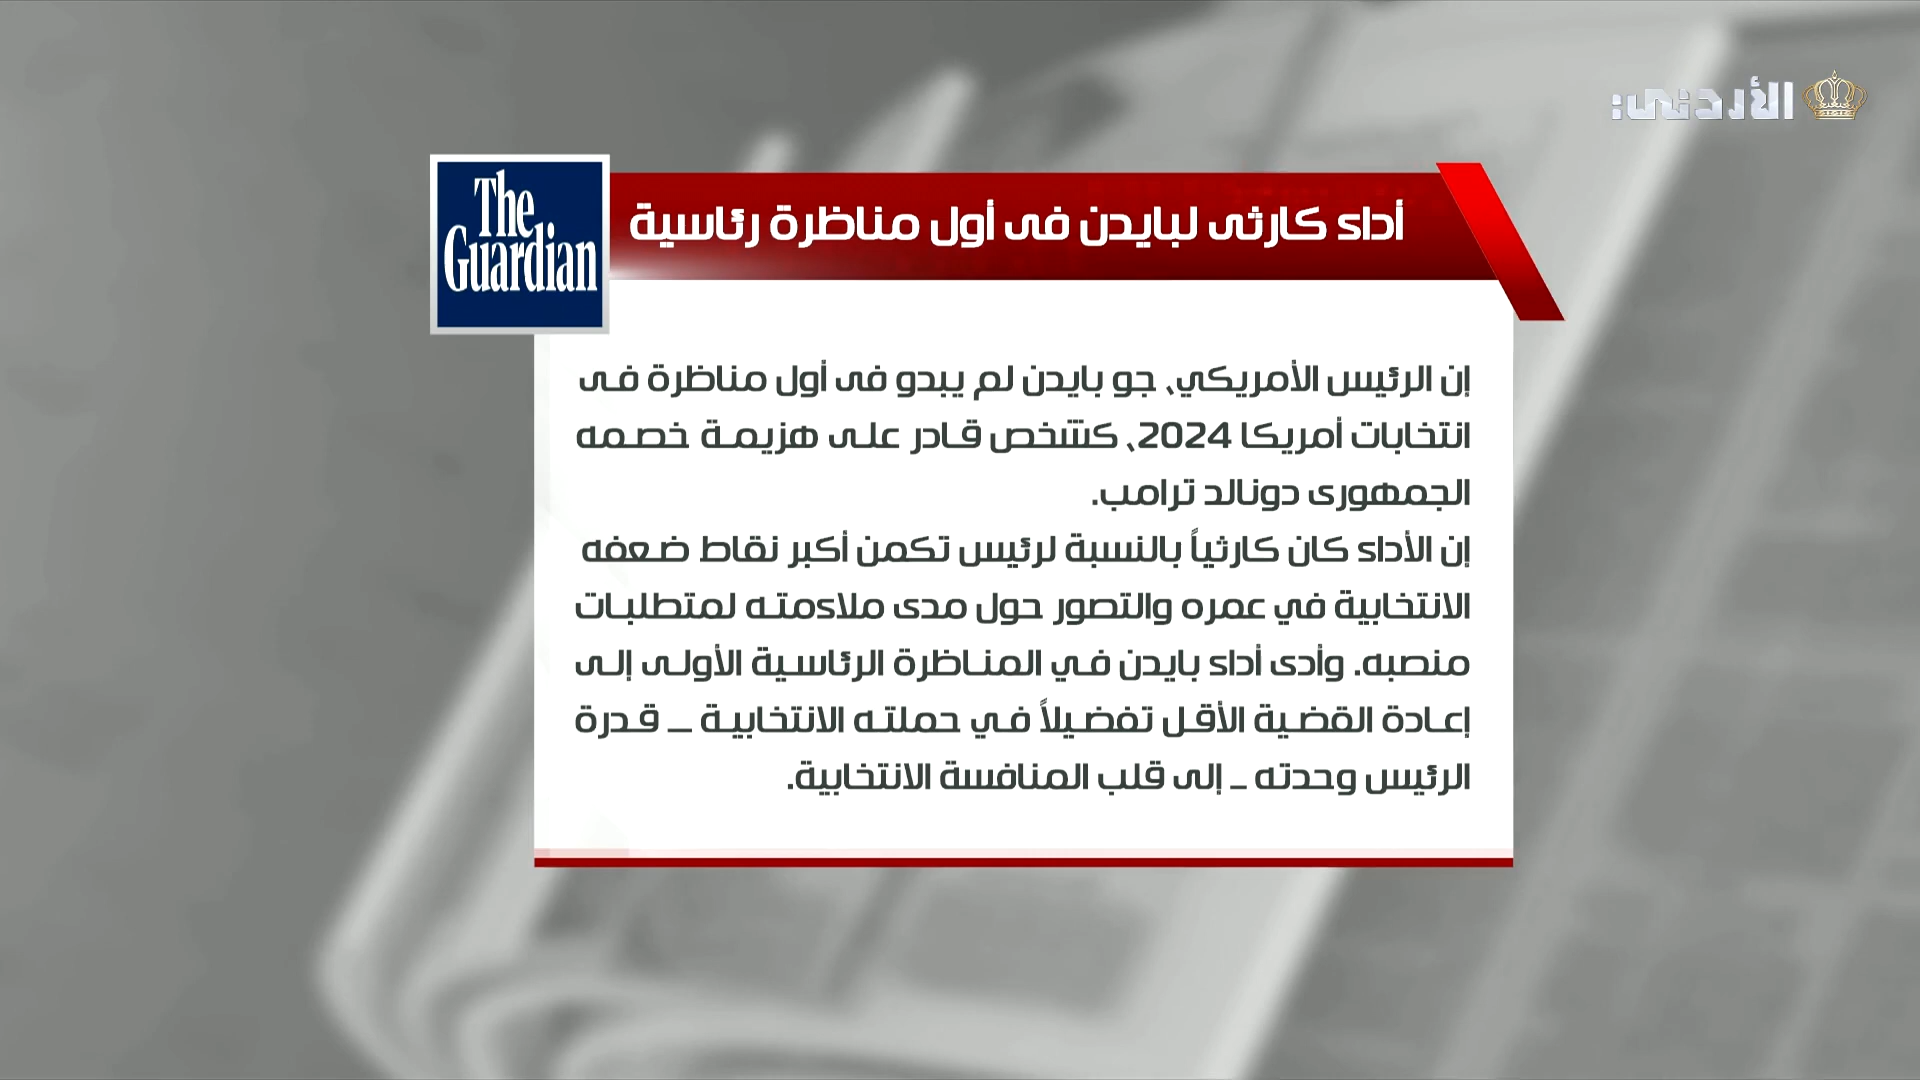 الأردني:
The
Guardian
أداء كارثى لبايدن فى أول مناظرة رئاسية
إن الرئيس الأمريكي، جو بايدن لم يبدو فى أول مناظرة فى
انتخابات أمريكا 2024، كشخص قادر على هزيمة خصمه
الجمهورى دونالد ترامب.
إن الأداء كان كارثياً بالنسبة لرئيس تكمن أكبر نقاط ضعفه
الانتخابية في عمره والتصور حول مدى ملاءمته لمتطلبات
منصبه. وأدى أداء بايدن في المناظرة الرئاسية الأولى إلى
إعادة القضية الأقل تفضيلاً في حملته الانتخابية – قدرة
الرئيس وحدته - إلى قلب المنافسة الانتخابية.